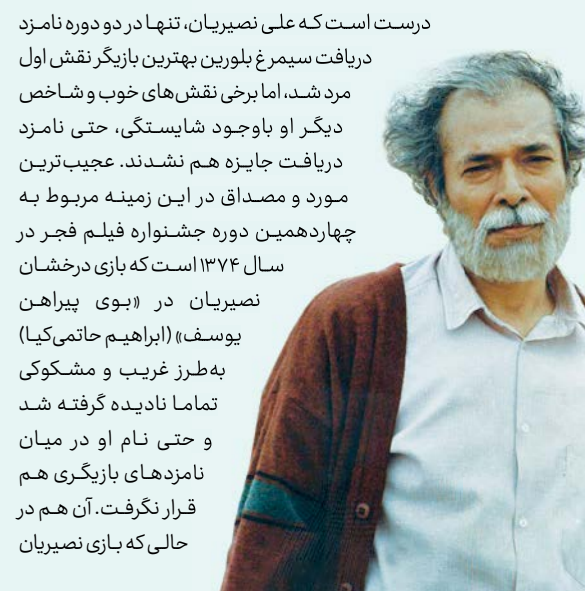 درست است که علی نصیریان، تنها در دو دوره نامزد
دریافت سیمرغ بلورین بهترین بازیگر نقش اول
مرد شد، اما برخی نقش‌های خوب و شاخص
دیگر او باوجود شایستگی، حتی نامزد
دریافت جایزه هم نشدند. عجیب‌ترین
مورد و مصداق در این زمینه مربوط به
چهاردهمین دوره جشنواره فیلم فجر در
سال ۱۳۷۴ است که بازی درخشان
نصیریان در «بوی پیراهن
یوسف» (ابراهیم حاتمی‌کیا)
به‌طرز غریب و مشکوکی
تماما نادیده گرفته شد
و حتی نام او در میان
نامزدهای بازیگری هم
قرار نگرفت. آن هم در
حالی که بازی نصیریان